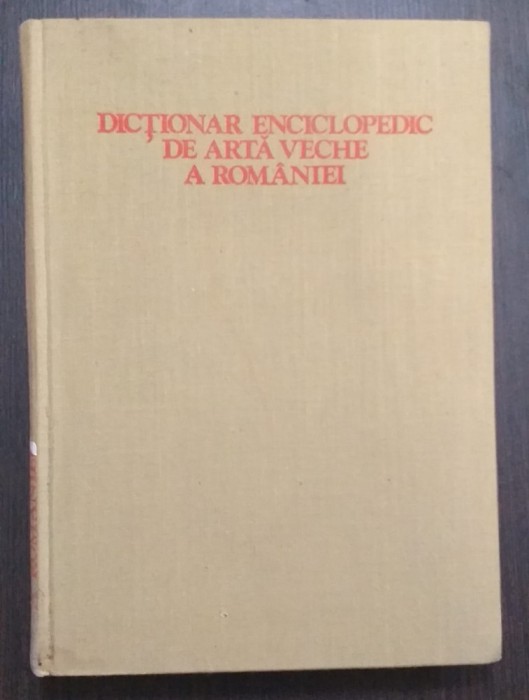 DICȚIONAR ENCICLOPEDIC
DE ARTĂ VECHE
A ROMÂNIEI